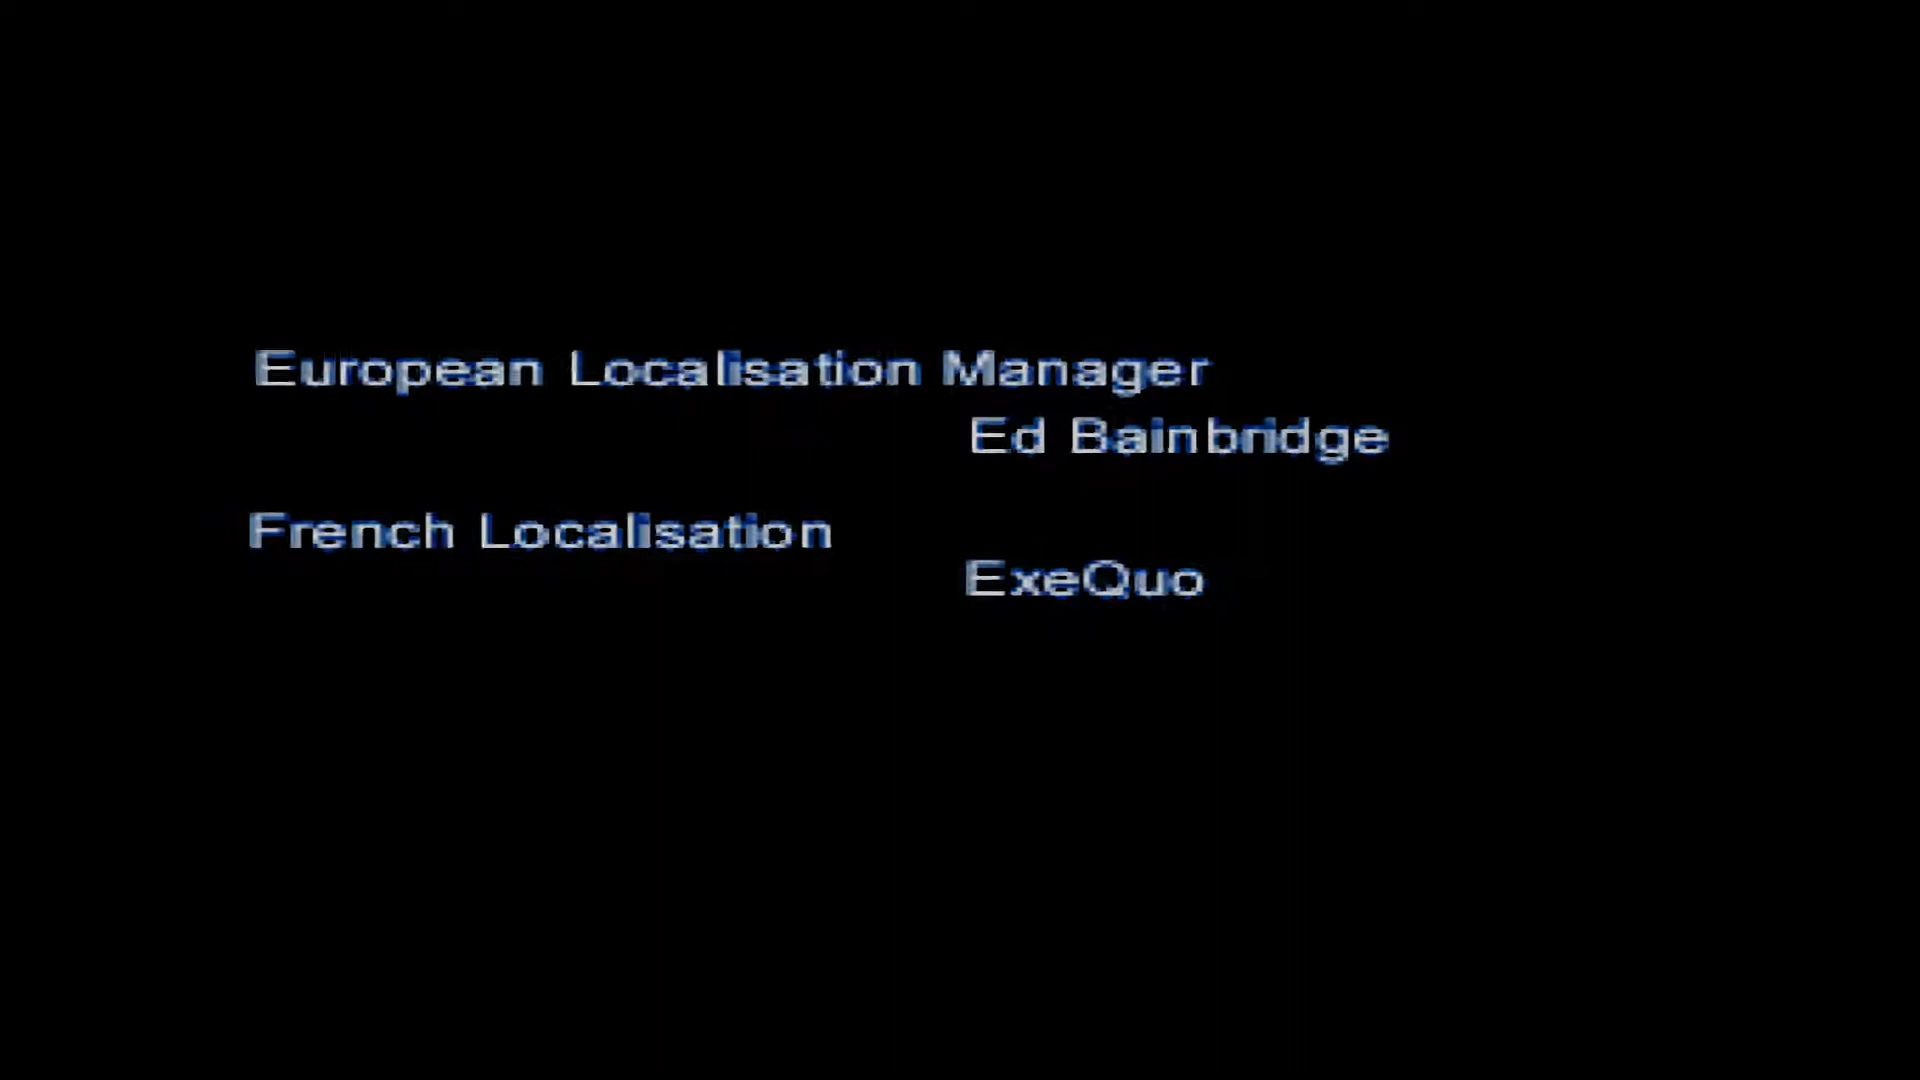 European Localisation Manager
Ed Bainbridge
French Localisation
ExeQuo